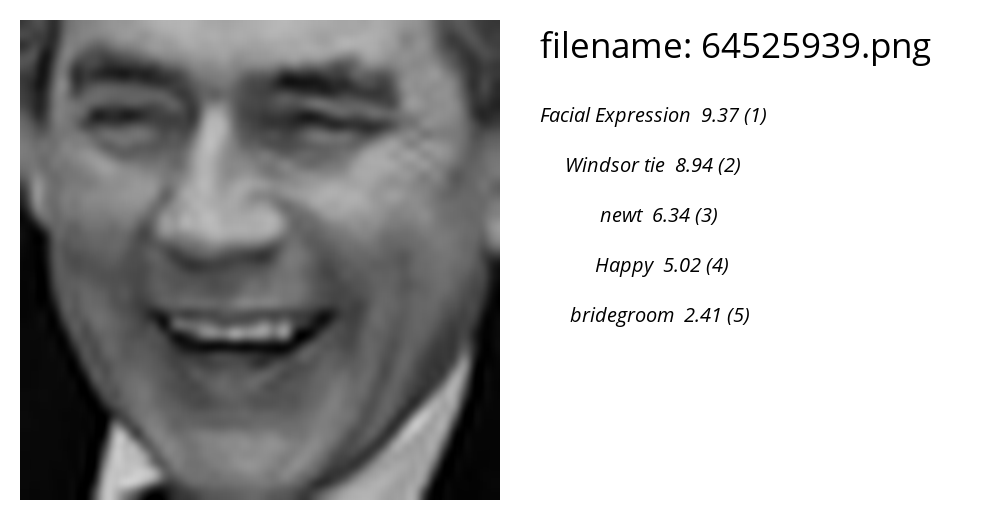 filename: 64525939.png
Facial Expression 9.37 (1)
Windsor tie 8.94 (2)
newt 6.34 (3)
Happy 5.02 (4)
bridegroom 2.41 (5)